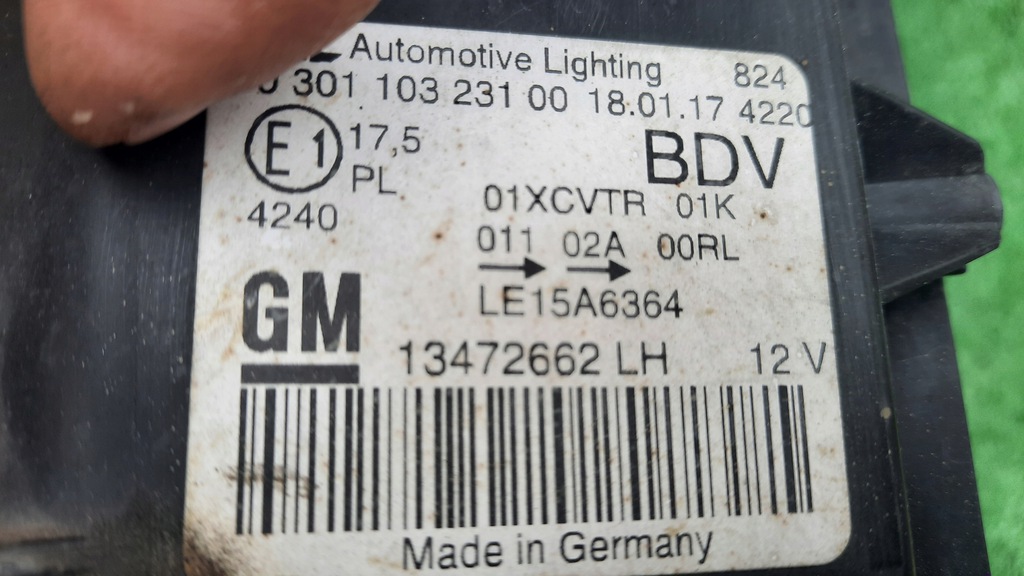 Automotive Lighting 824
301 103 231 00 18.01.17 4220
E1 17,5 BDV
PL
4240 01XCVTR 01K
011 02A 00RL
LE15A6364
GM
13472662 LH 12 V
Made in Germany